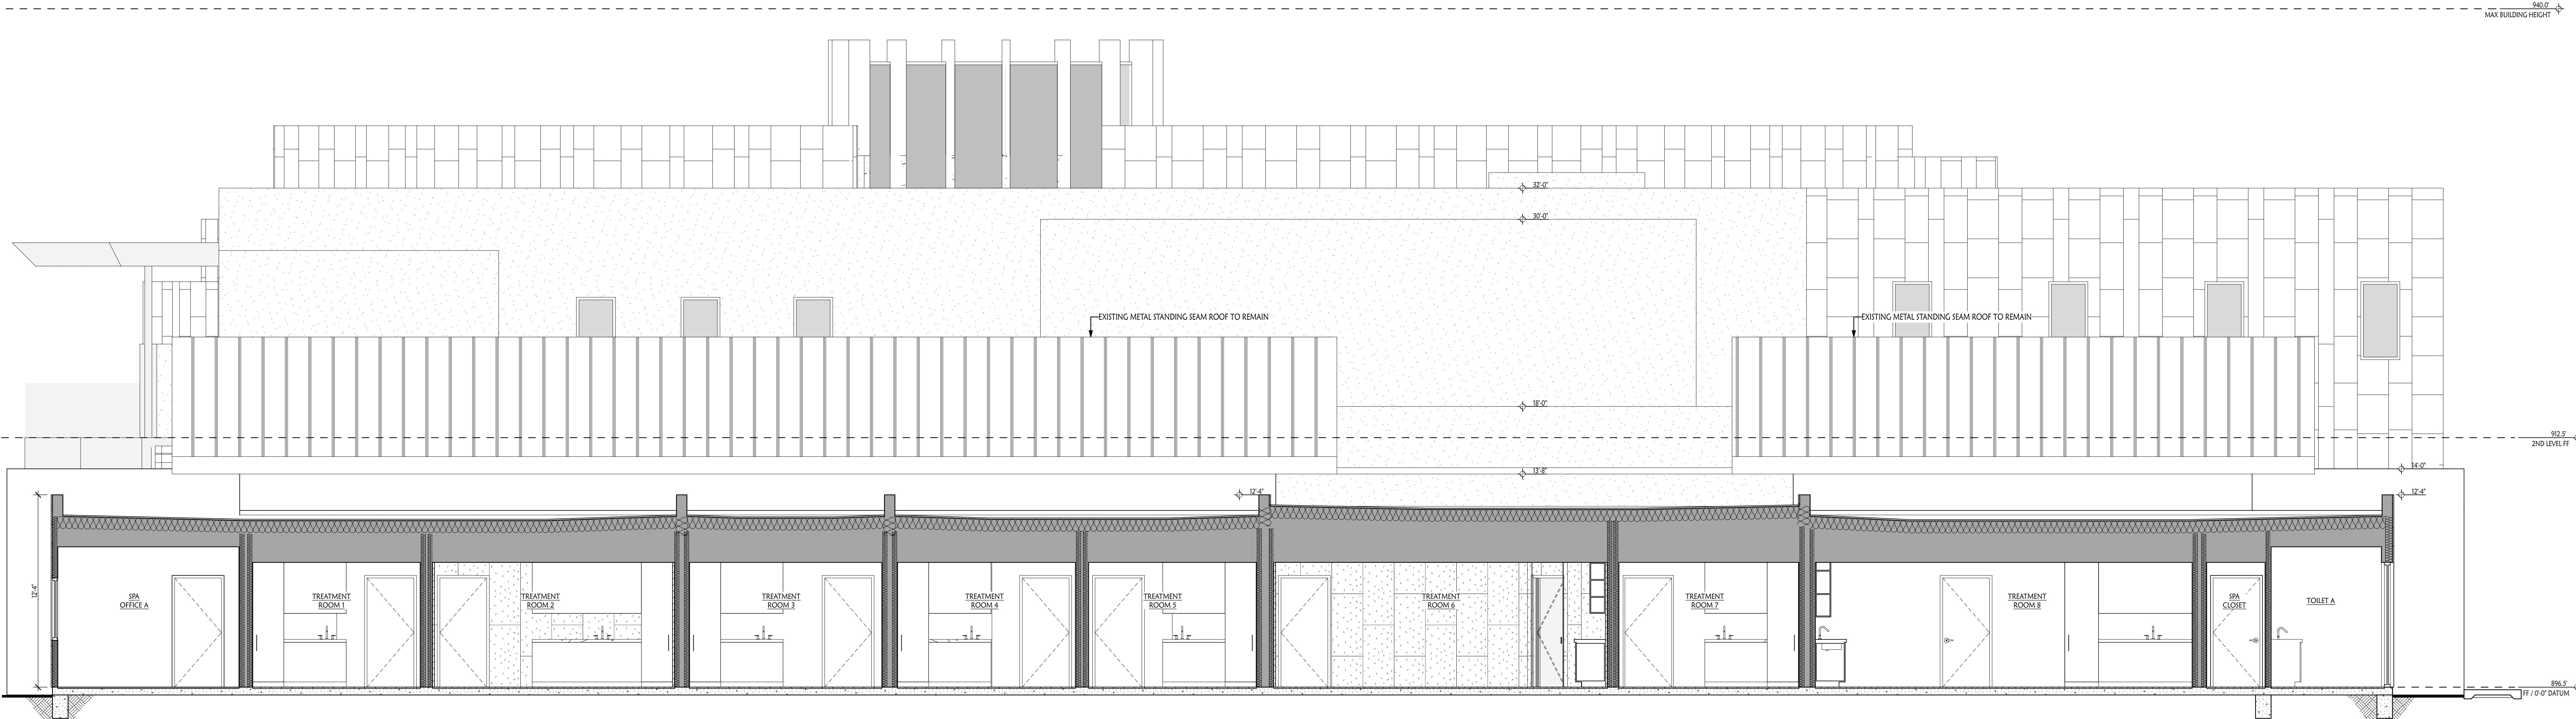 940.0'
MAX BUILDING HEIGHT
32'-0"
30'-0"
EXISTING METAL STANDING SEAM ROOF TO REMAIN
EXISTING METAL STANDING SEAM ROOF TO REMAIN
18'-0"
912.5'
2ND LEVEL FF
13'-8"
14'-0"
12'-4"
12'-4"
12'-4"
SPA
OFFICE A
TREATMENT
ROOM 1
TREATMENT
ROOM 2
TREATMENT
ROOM 3
TREATMENT
ROOM 4
TREATMENT
ROOM 5
TREATMENT
ROOM 6
TREATMENT
ROOM 7
TREATMENT
ROOM 8
SPA
CLOSET
TOILET A
896.5'
FF / 0'-0" DATUM